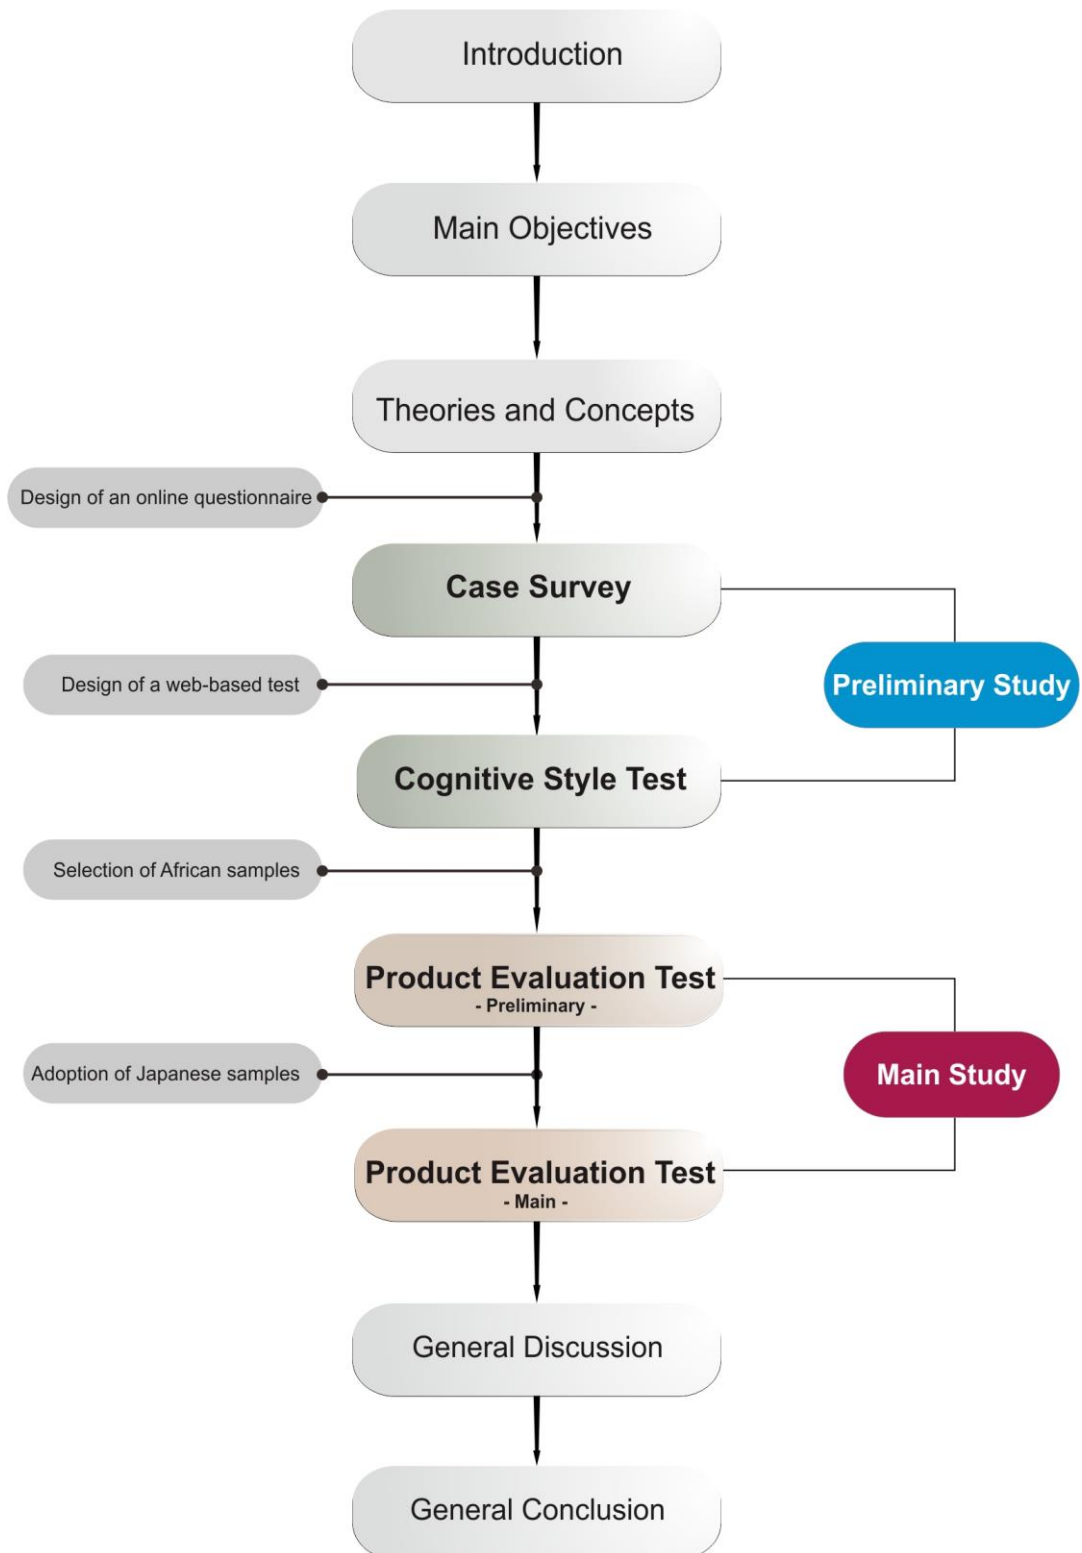 Introduction
Main Objectives
Theories and Concepts
Design of an online questionnaire
Case Survey
Design of a web-based test
Preliminary Study
Cognitive Style Test
Selection of African samples
Product Evaluation Test
- Preliminary -
Adoption of Japanese samples
Main Study
Product Evaluation Test
- Main -
General Discussion
General Conclusion